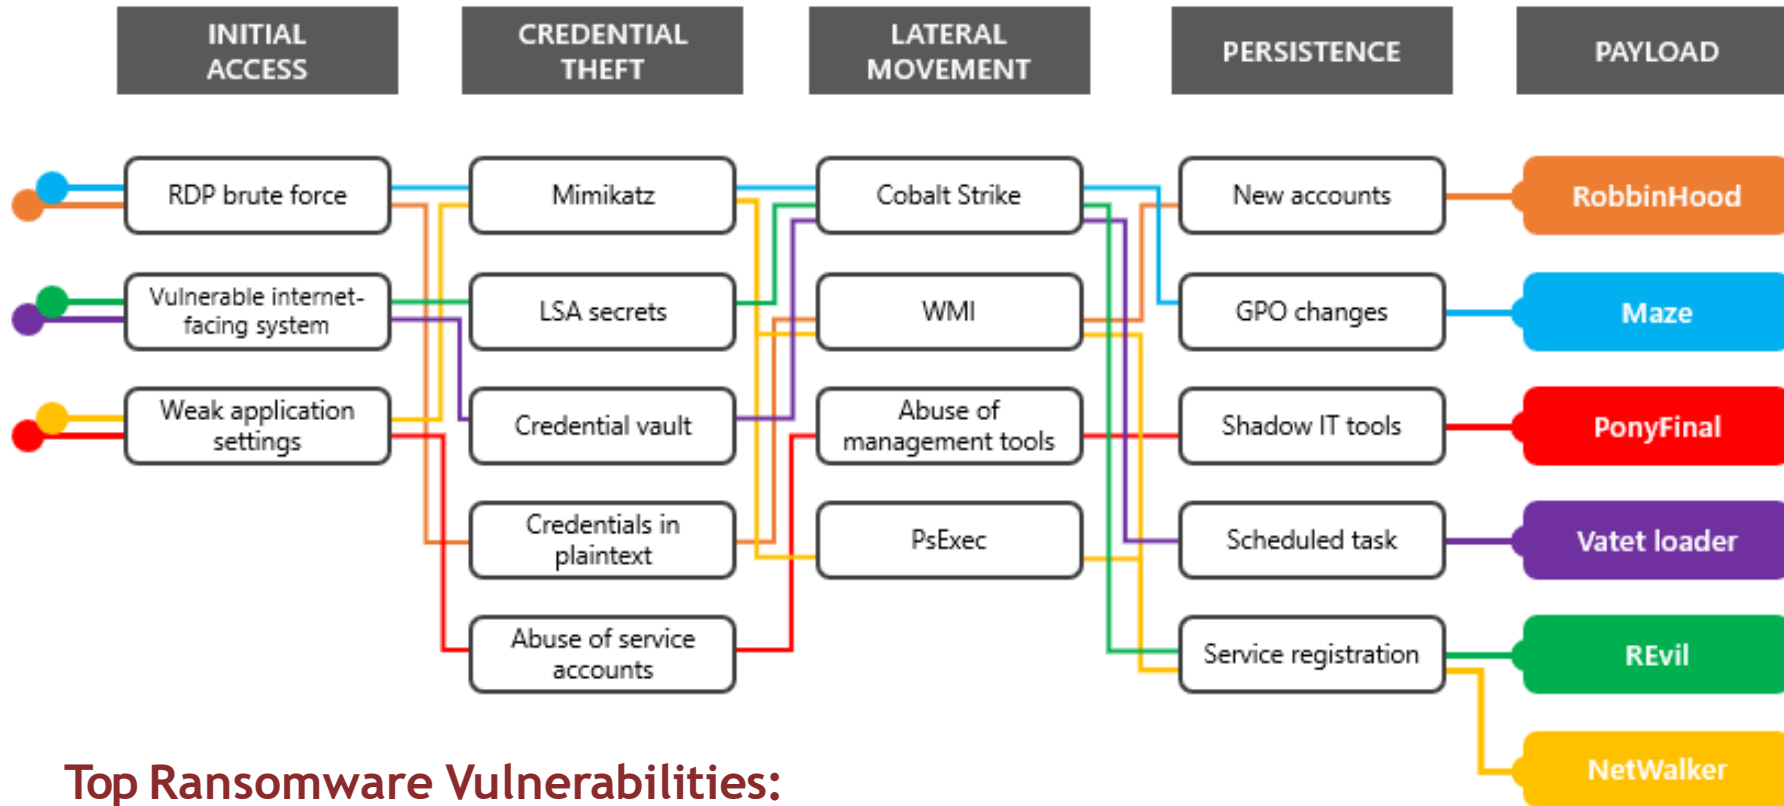 INITIAL
ACCESS
CREDENTIAL
THEFT
LATERAL
MOVEMENT
PERSISTENCE
PAYLOAD
RDP brute force
Mimikatz
Cobalt Strike
New accounts
RobbinHood
Vulnerable internet-
facing system
LSA secrets
WMI
GPO changes
Maze
Weak application
settings
Credential vault
Abuse of
management tools
Shadow IT tools
PonyFinal
Credentials in
plaintext
PsExec
Scheduled task
Vatet loader
Abuse of service
accounts
Service registration
REvil
NetWalker
Top Ransomware Vulnerabilities: